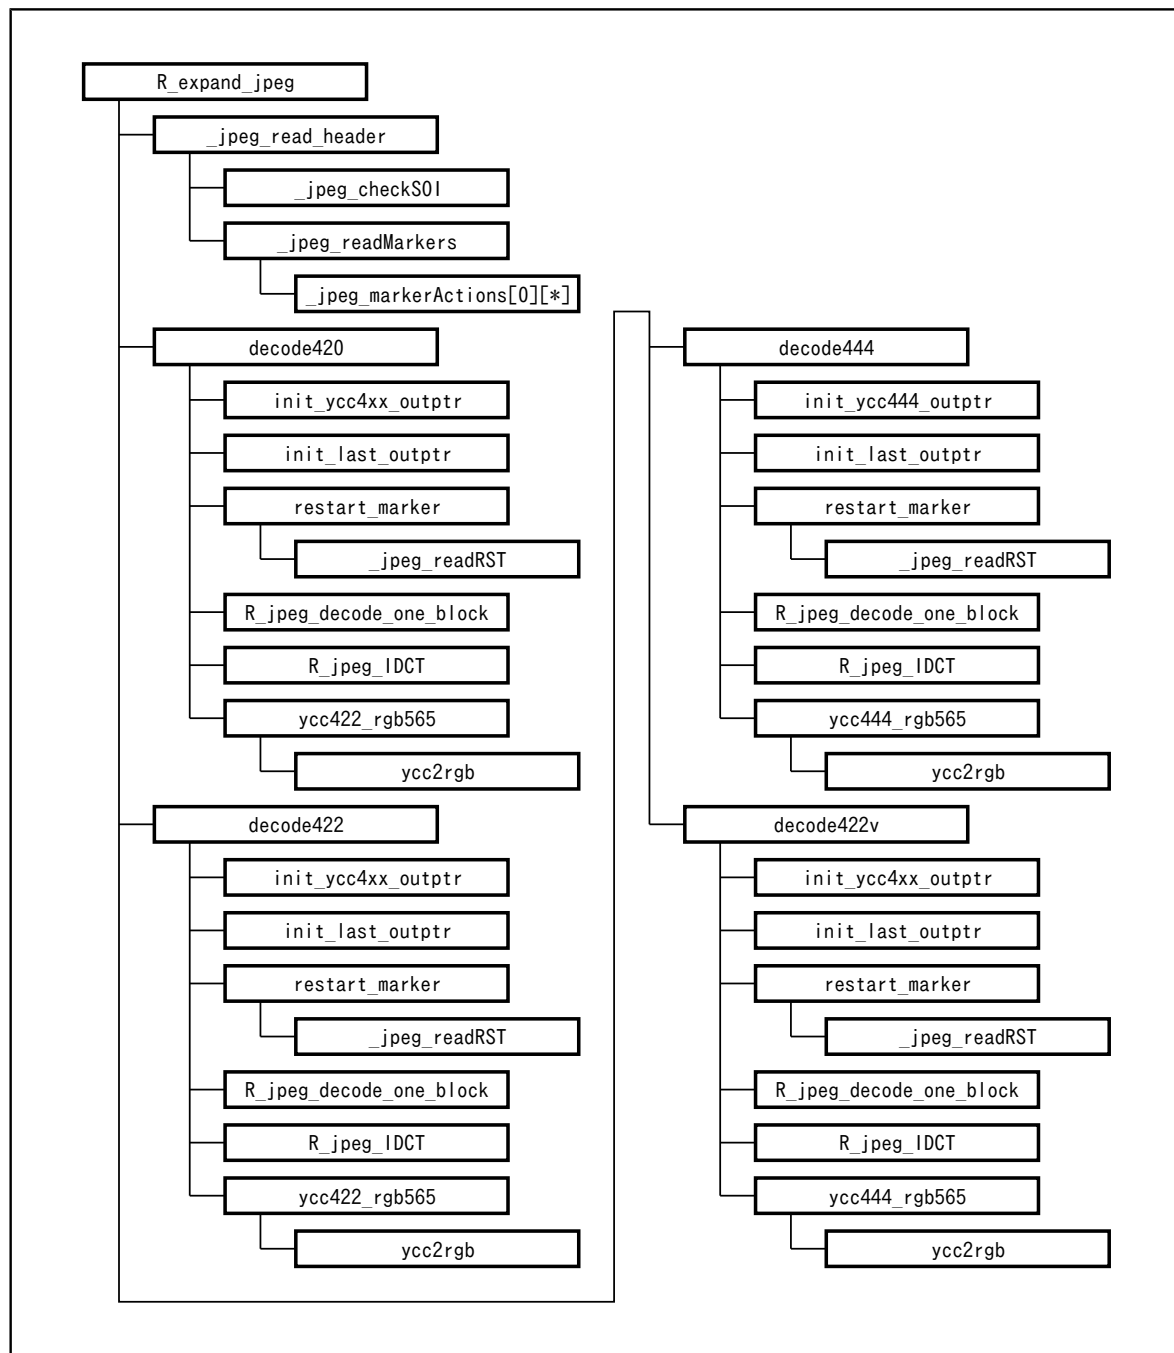 R_expand_jpeg
_jpeg_read_header
_jpeg_checkSOI
_jpeg_readMarkers
_jpeg_markerActions[0][*]
decode420
init_ycc4xx_outptr
init_last_outptr
restart_marker
_jpeg_readRST
R_jpeg_decode_one_block
R_jpeg_IDCT
ycc422_rgb565
ycc2rgb
decode422
init_ycc4xx_outptr
init_last_outptr
restart_marker
_jpeg_readRST
R_jpeg_decode_one_block
R_jpeg_IDCT
ycc422_rgb565
ycc2rgb
decode444
init_ycc444_outptr
init_last_outptr
restart_marker
_jpeg_readRST
R_jpeg_decode_one_block
R_jpeg_IDCT
ycc444_rgb565
ycc2rgb
decode422v
init_ycc4xx_outptr
init_last_outptr
restart_marker
_jpeg_readRST
R_jpeg_decode_one_block
R_jpeg_IDCT
ycc444_rgb565
ycc2rgb